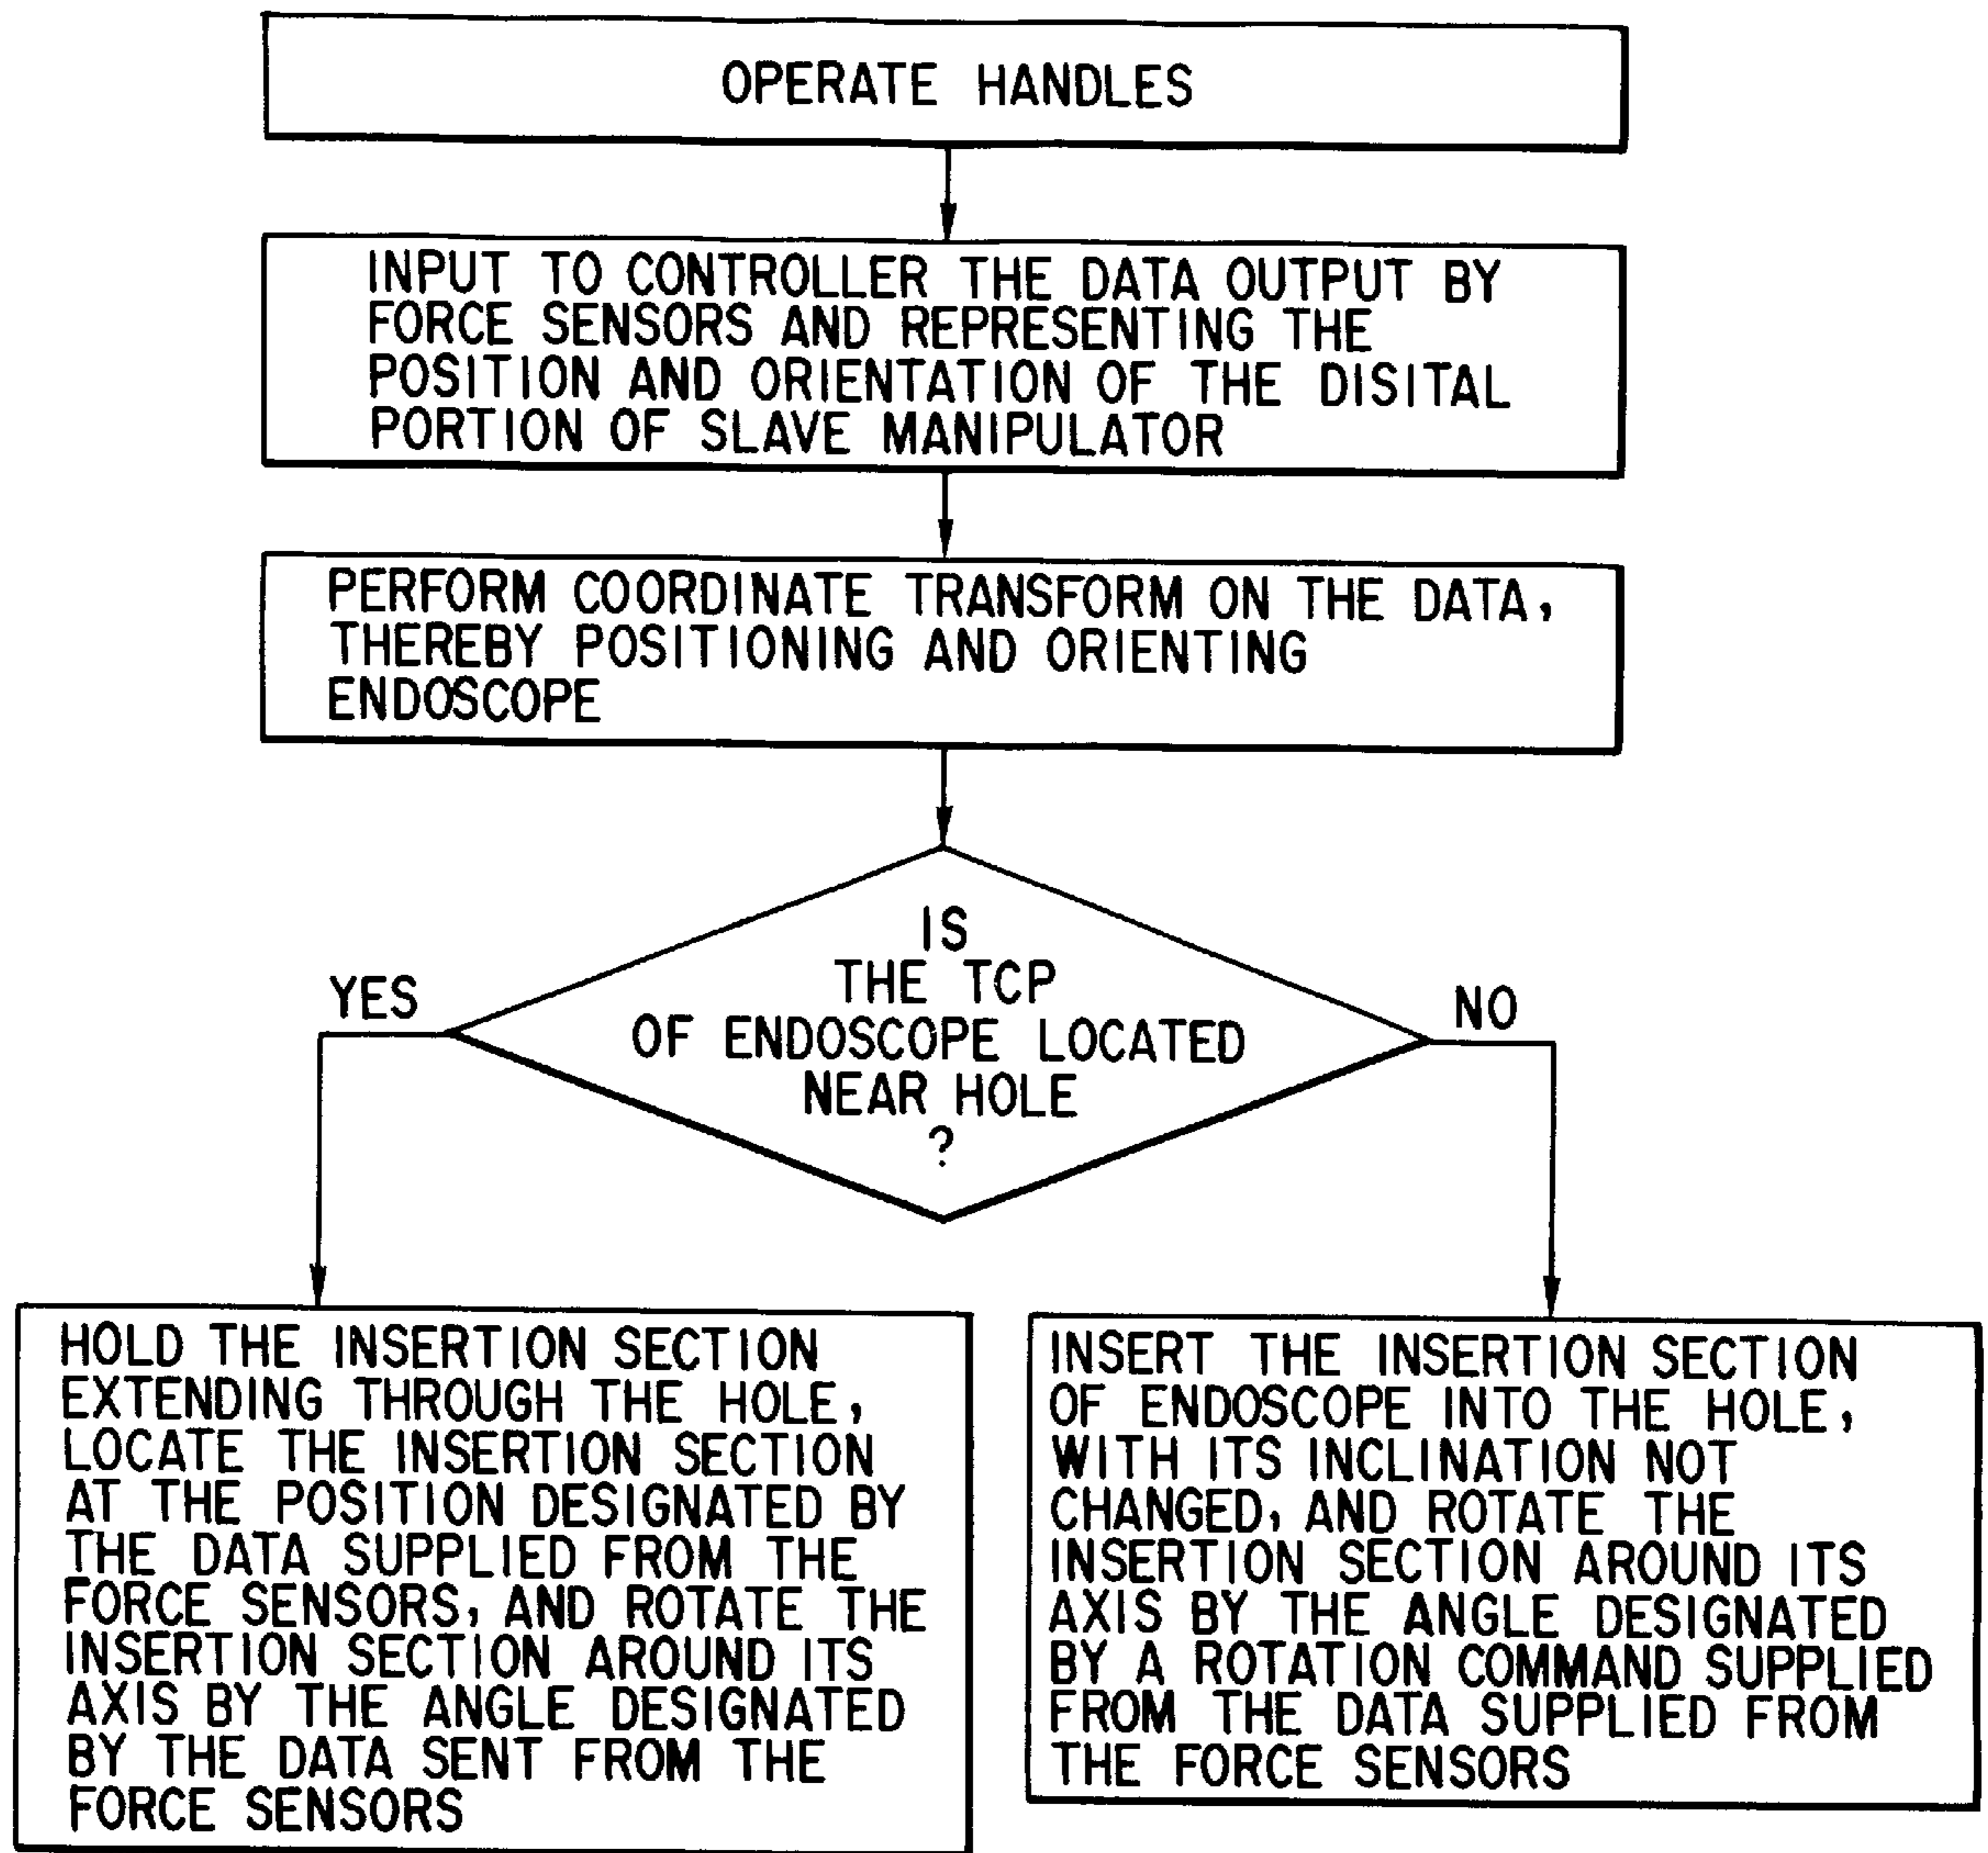 OPERATE HANDLES
INPUT TO CONTROLLER THE DATA OUTPUT BY
FORCE SENSORS AND REPRESENTING THE
POSITION AND ORIENTATION OF THE DISITAL
PORTION OF SLAVE MANIPULATOR
PERFORM COORDINATE TRANSFORM ON THE DATA,
THEREBY POSITIONING AND ORIENTING
ENDOSCOPE
IS
THE TCP
OF ENDOSCOPE LOCATED
NEAR HOLE
?
YES
NO
HOLD THE INSERTION SECTION
EXTENDING THROUGH THE HOLE,
LOCATE THE INSERTION SECTION
AT THE POSITION DESIGNATED BY
THE DATA SUPPLIED FROM THE
FORCE SENSORS, AND ROTATE THE
INSERTION SECTION AROUND ITS
AXIS BY THE ANGLE DESIGNATED
BY THE DATA SENT FROM THE
FORCE SENSORS
INSERT THE INSERTION SECTION
OF ENDOSCOPE INTO THE HOLE,
WITH ITS INCLINATION NOT
CHANGED, AND ROTATE THE
INSERTION SECTION AROUND ITS
AXIS BY THE ANGLE DESIGNATED
BY A ROTATION COMMAND SUPPLIED
FROM THE DATA SUPPLIED FROM
THE FORCE SENSORS